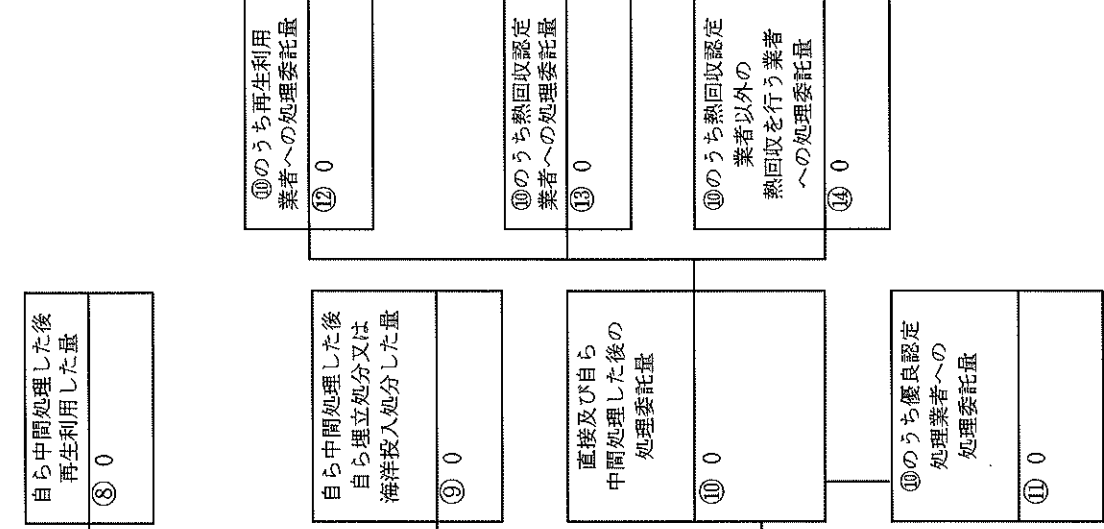 自ら中間処理した後
再生利用した量
⑧ 0
自ら中間処理した後
自ら埋立処分又は
海洋投入処分した量
⑨ 0
直接及び自ら
中間処理した後の
処理委託量
⑩ 0
⑩のうち優良認定
処理業者への
処理委託量
⑪ 0
⑩のうち再生利用
業者への処理委託量
⑫ 0
⑩のうち熱回収認定
業者への処理委託量
⑬ 0
⑩のうち熱回収認定
業者以外の
熱回収を行う業者
への処理委託量
⑭ 0